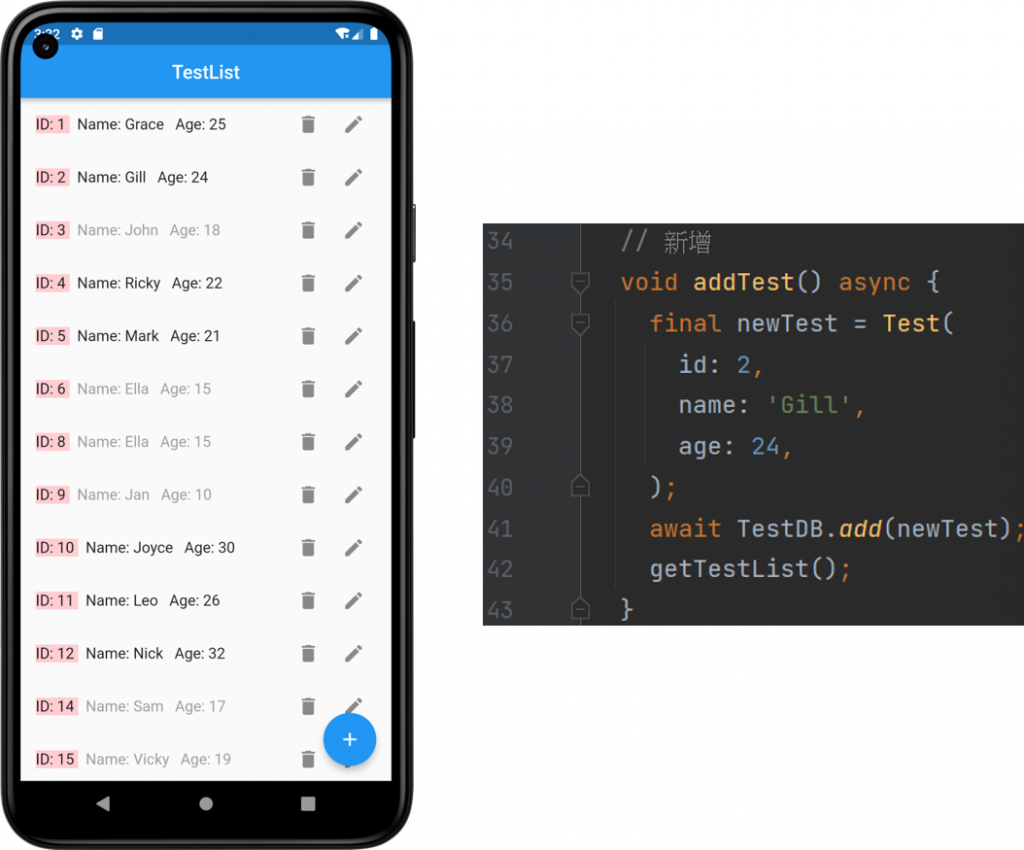 3:22
TestList
ID: 1 Name: Grace Age: 25
ID: 2 Name: Gill Age: 24
ID: 3 Name: John Age: 18
ID: 4 Name: Ricky Age: 22
ID: 5 Name: Mark Age: 21
ID: 6 Name: Ella Age: 15
ID: 8 Name: Ella Age: 15
ID: 9 Name: Jan Age: 10
ID: 10 Name: Joyce Age: 30
ID: 11 Name: Leo Age: 26
ID: 12 Name: Nick Age: 32
ID: 14 Name: Sam Age: 17
ID: 15 Name: Vicky Age: 19
34 // 新增
35 void addTest() async {
36 final newTest = Test(
37 id: 2,
38 name: 'Gill',
39 age: 24,
40 );
41 await TestDB.add(newTest);
42 getTestList();
43 }